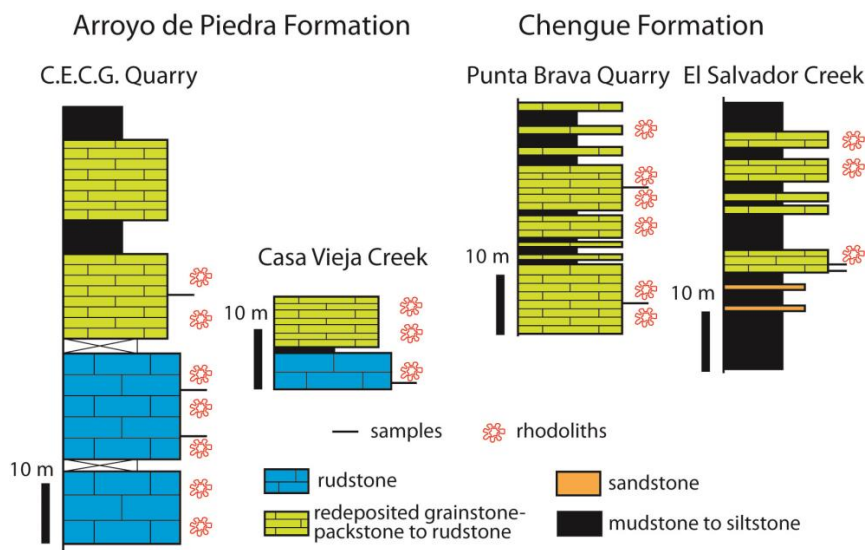 Arroyo de Piedra Formation
Chengue Formation
C.E.C.G. Quarry
Punta Brava Quarry
El Salvador Creek
Casa Vieja Creek
10 m
10 m
10 m
10 m
samples
rhodoliths
rudstone
sandstone
redeposited grainstone-
packstone to rudstone
mudstone to siltstone